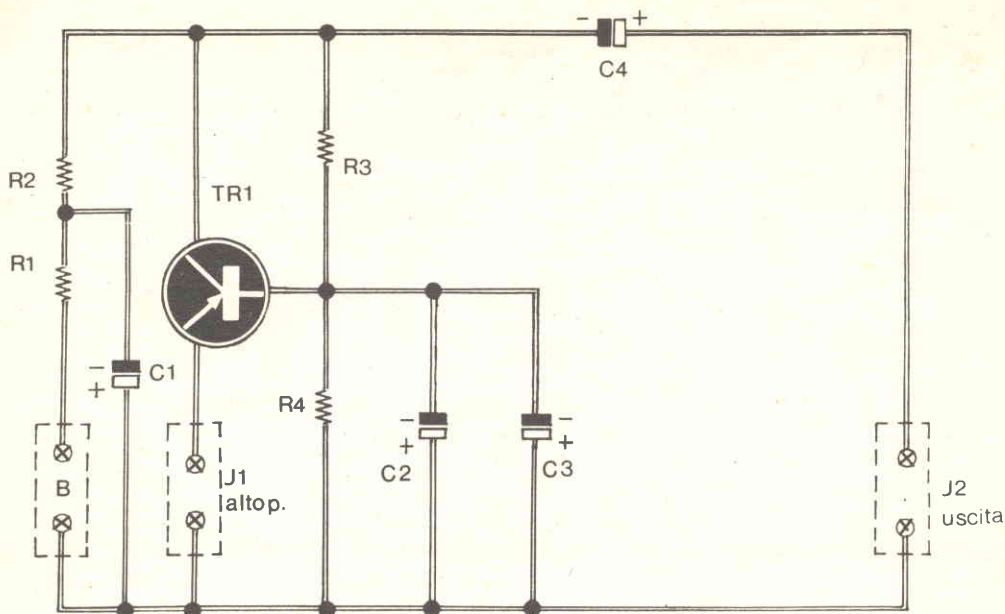 - +
C4
R2
TR1
R3
R1
- + C1
R4
- + C2
- + C3
B
J1
altop.
J2
uscita